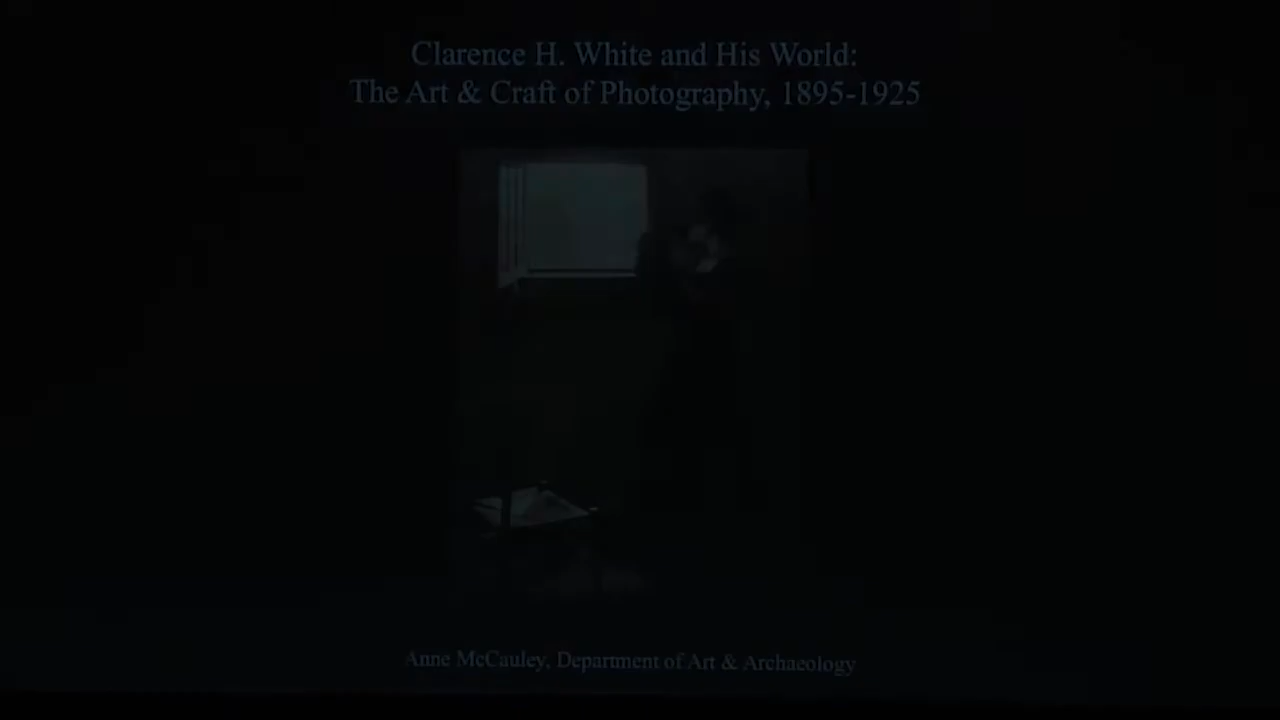 Clarence H. White and His World:
The Art & Craft of Photography, 1895-1925
Anne McCauley, Department of Art & Archaeology